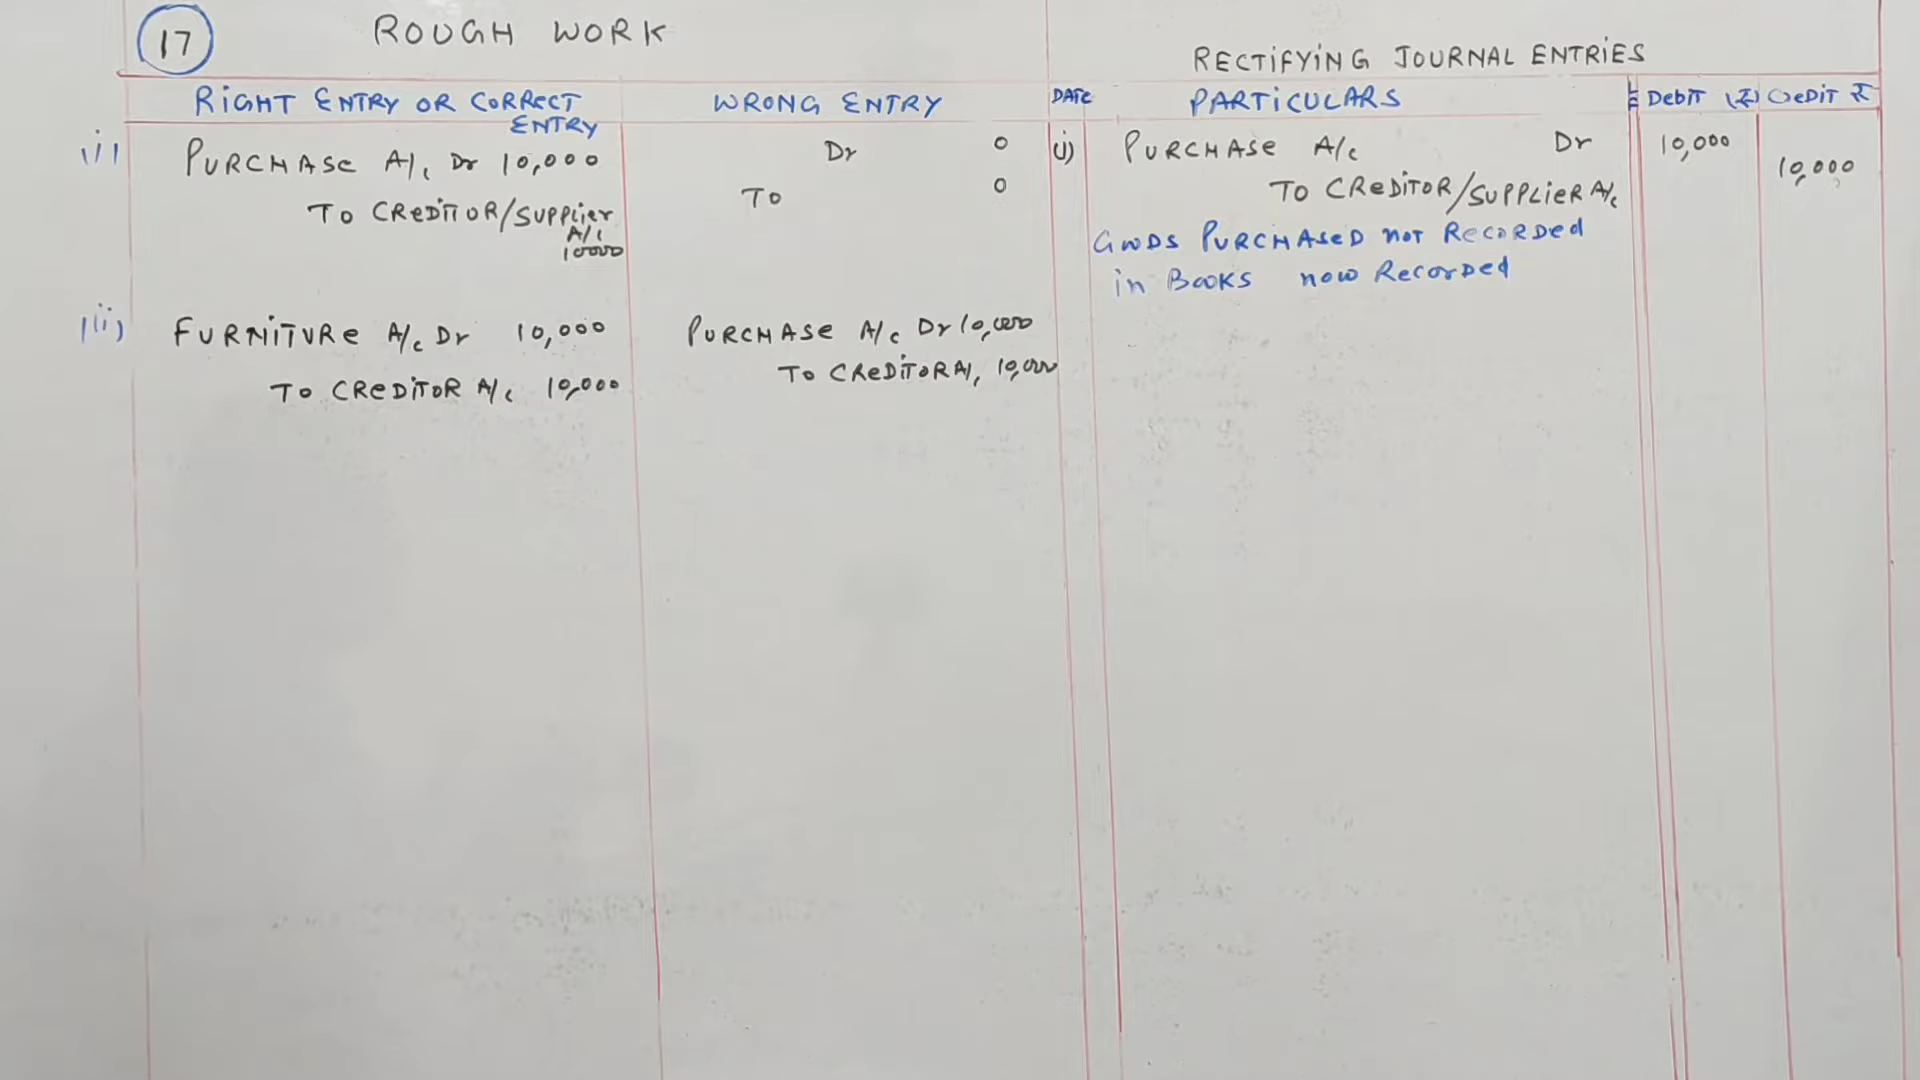 17
ROUGH WORK
RECTIFYING JOURNAL ENTRIES
RIGHT ENTRY OR CORRECT ENTRY
WRONG ENTRY
DATE
PARTICULARS
Debit (₹)
Credit ₹
i)
PURCHASE A/c Dr 10,000
TO CREDITOR/SUPPLIER
A/c
10000
Dr 0
TO 0
(i)
PURCHASE A/c Dr 10,000
TO CREDITOR/SUPPLIER A/c 10,000
GOODS PURCHASED NOT RECORDED
IN BOOKS NOW RECORDED
(ii)
FURNITURE A/c Dr 10,000
TO CREDITOR A/c 10,000
PURCHASE A/c Dr 10,000
TO CREDITOR A/c 10,000